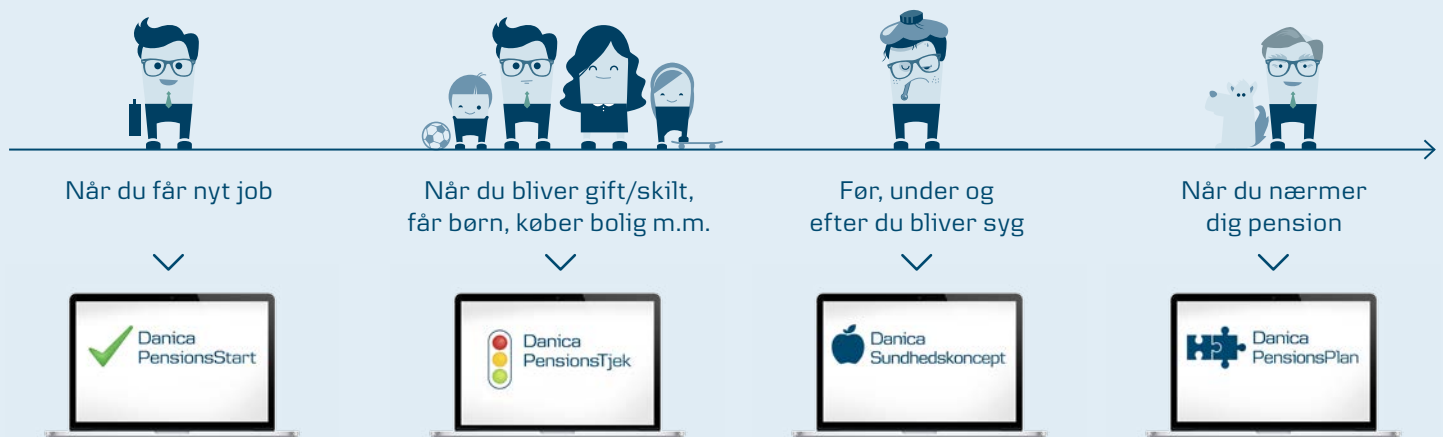 Når du får nyt job
Når du bliver gift/skilt,
får børn, køber bolig m.m.
Før, under og
efter du bliver syg
Når du nærmer
dig pension
Danica
PensionsStart
Danica
PensionsTjek
Danica
Sundhedskoncept
Danica
PensionsPlan